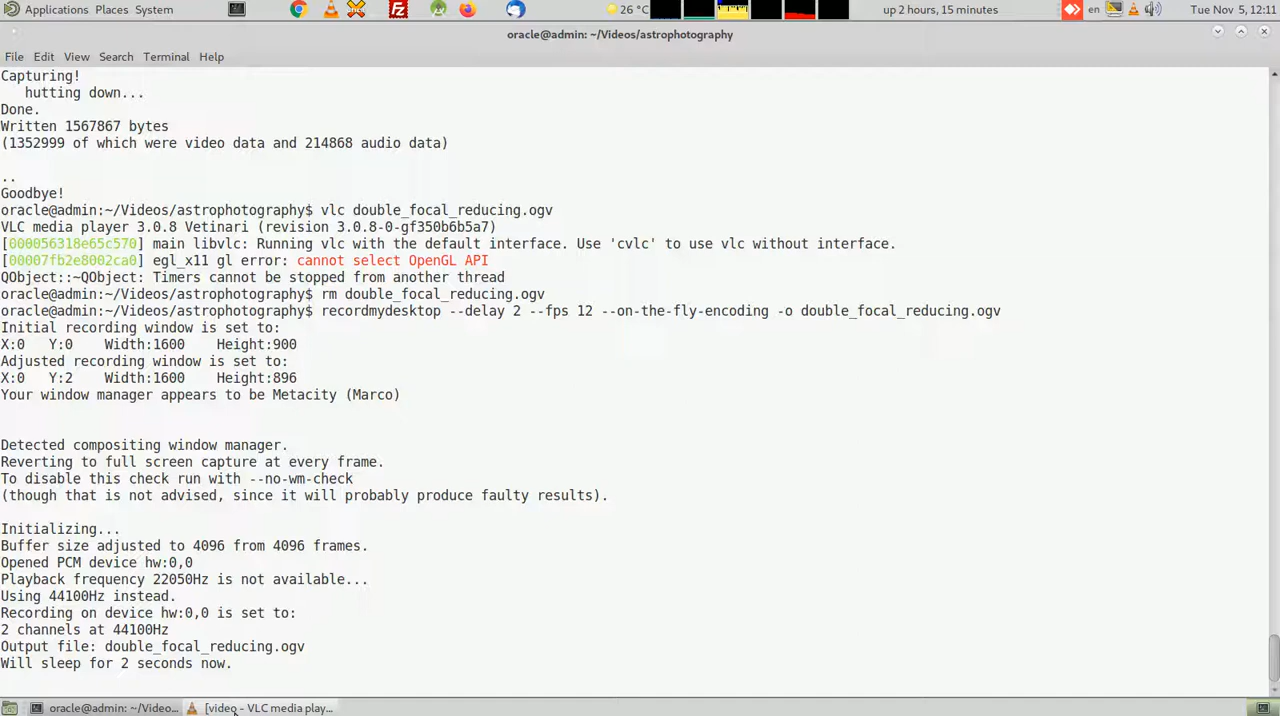 Applications Places System
26 °C
up 2 hours, 15 minutes
en
Tue Nov 5, 12:11
oracle@admin: ~/Videos/astrophotography
File Edit View Search Terminal Help
Capturing!
hutting down...
Done.
Written 1567867 bytes
(1352999 of which were video data and 214868 audio data)
..
Goodbye!
oracle@admin:~/Videos/astrophotography$ vlc double_focal_reducing.ogv
VLC media player 3.0.8 Vetinari (revision 3.0.8-0-gf350b6b5a7)
[000056318e65c570] main libvlc: Running vlc with the default interface. Use 'cvlc' to use vlc without interface.
[00007fb2e8002ca0] egl_x11 gl error: cannot select OpenGL API
QObject::~QObject: Timers cannot be stopped from another thread
oracle@admin:~/Videos/astrophotography$ rm double_focal_reducing.ogv
oracle@admin:~/Videos/astrophotography$ recordmydesktop --delay 2 --fps 12 --on-the-fly-encoding -o double_focal_reducing.ogv
Initial recording window is set to:
X:0   Y:0    Width:1600    Height:900
Adjusted recording window is set to:
X:0   Y:2    Width:1600    Height:896
Your window manager appears to be Metacity (Marco)
Detected compositing window manager.
Reverting to full screen capture at every frame.
To disable this check run with --no-wm-check
(though that is not advised, since it will probably produce faulty results).
Initializing...
Buffer size adjusted to 4096 from 4096 frames.
Opened PCM device hw:0,0
Playback frequency 22050Hz is not available...
Using 44100Hz instead.
Recording on device hw:0,0 is set to:
2 channels at 44100Hz
Output file: double_focal_reducing.ogv
Will sleep for 2 seconds now.
oracle@admin: ~/Video...
[video - VLC media play...